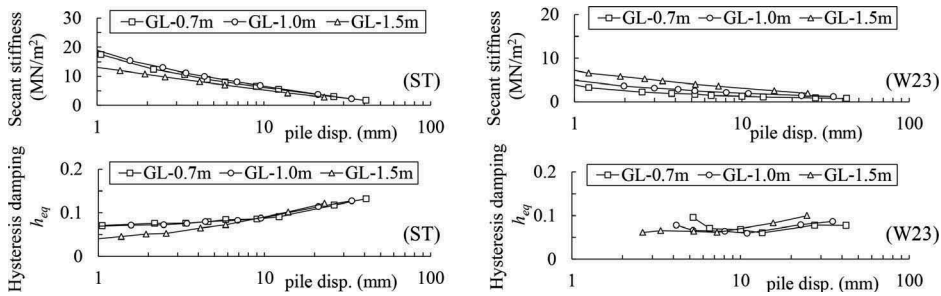 Secant stiffness
(MN/m²)
30
20
10
0
GL-0.7m GL-1.0m GL-1.5m
(ST)
1 10 100
pile disp. (mm)
Secant stiffness
(MN/m²)
20
10
0
GL-0.7m GL-1.0m GL-1.5m
(W23)
1 10 100
pile disp. (mm)
Hysteresis damping
heq
0.2
0.1
0
GL-0.7m GL-1.0m GL-1.5m
(ST)
1 10 pile disp. (mm) 100
Hysteresis damping
heq
0.2
0.1
0
GL-0.7m GL-1.0m GL-1.5m
(W23)
1 10 pile disp. (mm) 100